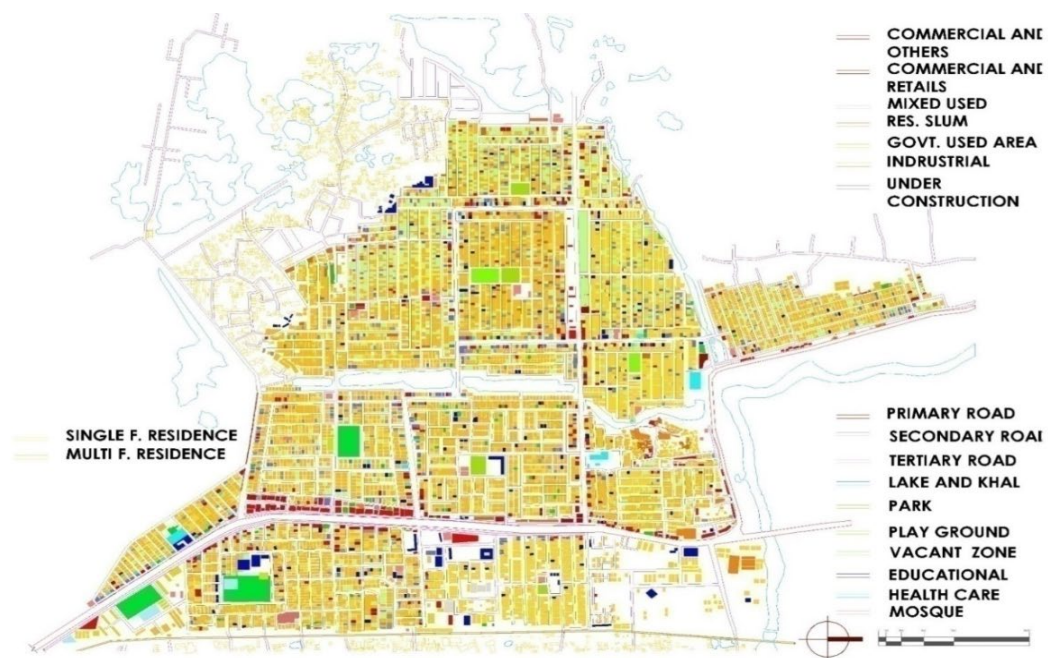 COMMERCIAL AND
OTHERS
COMMERCIAL AND
RETAILS
MIXED USED
RES. SLUM
GOVT. USED AREA
INDRUSTRIAL
UNDER
CONSTRUCTION
SINGLE F. RESIDENCE
MULTI F. RESIDENCE
PRIMARY ROAD
SECONDARY ROAD
TERTIARY ROAD
LAKE AND KHAL
PARK
PLAY GROUND
VACANT ZONE
EDUCATIONAL
HEALTH CARE
MOSQUE